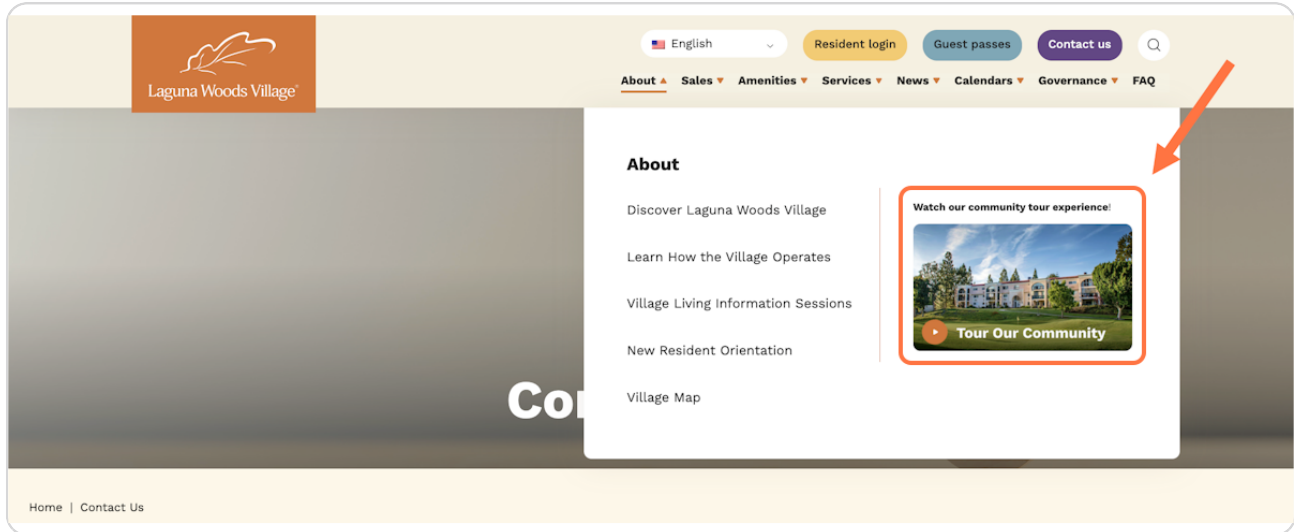 Laguna Woods Village®
English
Resident login
Guest passes
Contact us
About
Sales
Amenities
Services
News
Calendars
Governance
FAQ
About
Discover Laguna Woods Village
Learn How the Village Operates
Village Living Information Sessions
New Resident Orientation
Village Map
Watch our community tour experience!
Tour Our Community
Co
Home | Contact Us